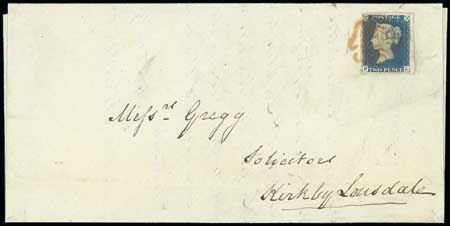 POSTAGE
TWO PENCE
Messrs. Gregg
Solicitors
Kirkby Lonsdale